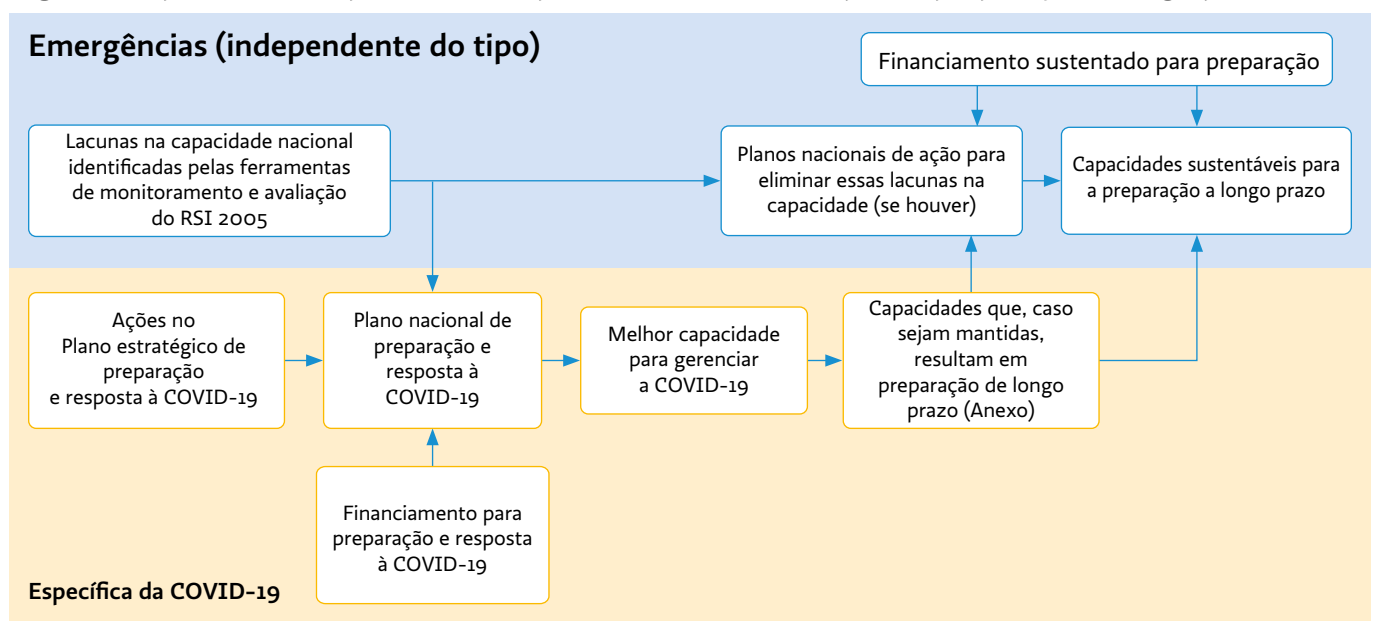 Emergências (independente do tipo)
Financiamento sustentado para preparação
Lacunas na capacidade nacional
identificadas pelas ferramentas
de monitoramento e avaliação
do RSI 2005
Planos nacionais de ação para
eliminar essas lacunas na
capacidade (se houver)
Capacidades sustentáveis para
a preparação a longo prazo
Ações no
Plano estratégico de
preparação
e resposta à COVID-19
Plano nacional de
preparação e
resposta à
COVID-19
Melhor capacidade
para gerenciar
a COVID-19
Capacidades que, caso
sejam mantidas,
resultam em
preparação de longo
prazo (Anexo)
Financiamento para
preparação e resposta
à COVID-19
Específica da COVID-19